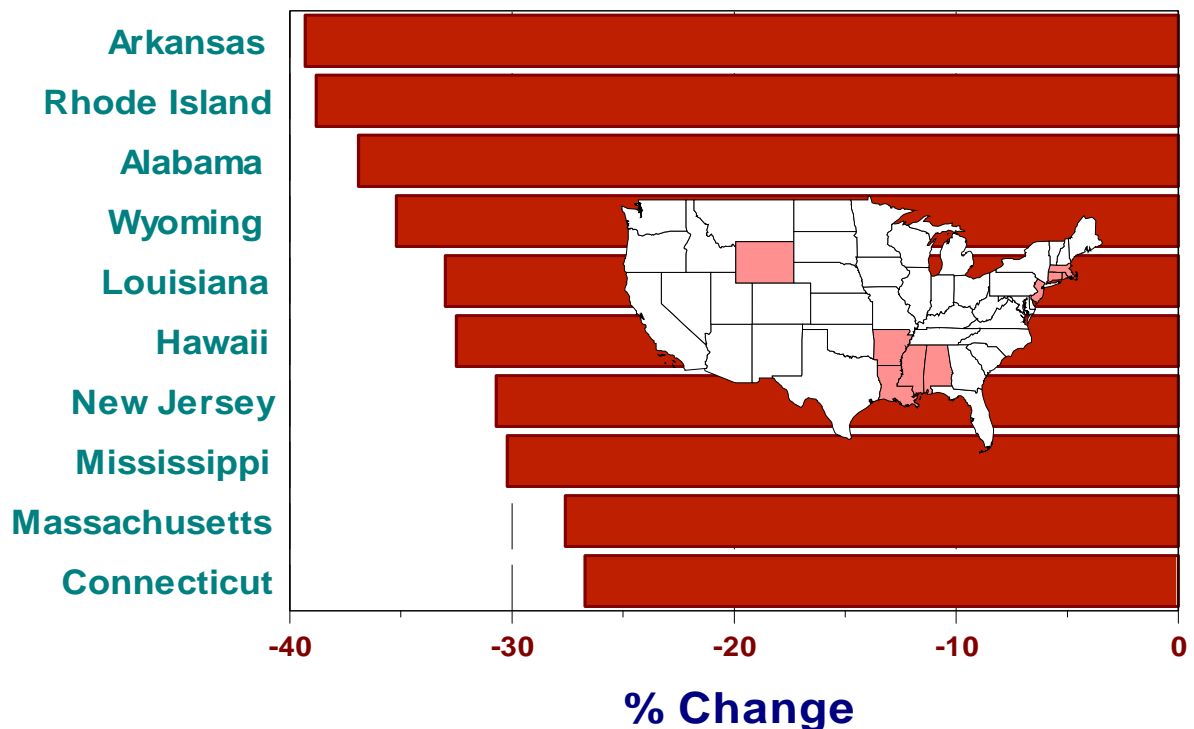 Arkansas
Rhode Island
Alabama
Wyoming
Louisiana
Hawaii
New Jersey
Mississippi
Massachusetts
Connecticut
-40 -30 -20 -10 0
% Change